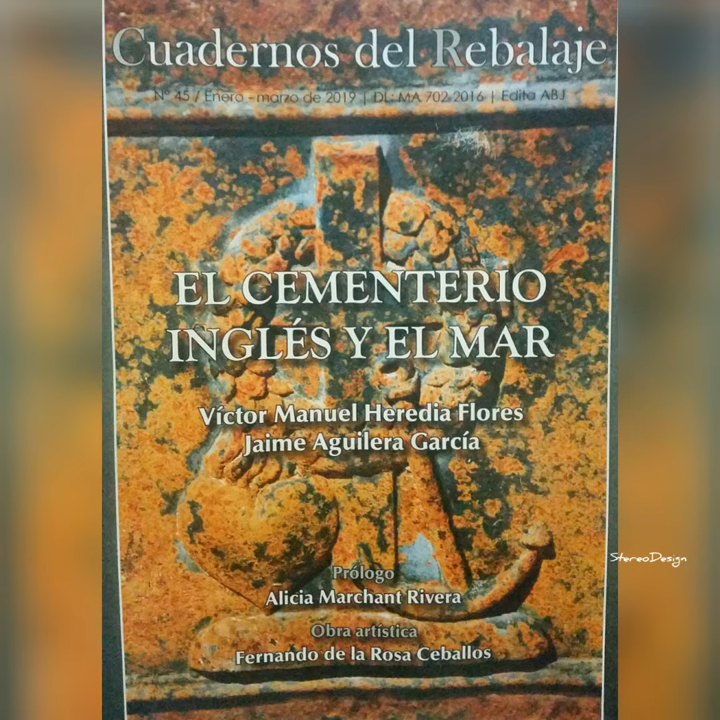 Cuadernos del Rebalaje
Nº 45 / Enero - marzo de 2019 | DL: MA 702-2016 | Edita ABJ
EL CEMENTERIO
INGLÉS Y EL MAR
Víctor Manuel Heredia Flores
Jaime Aguilera García
StereoDesign
Prólogo
Alicia Marchant Rivera
Obra artística
Fernando de la Rosa Ceballos